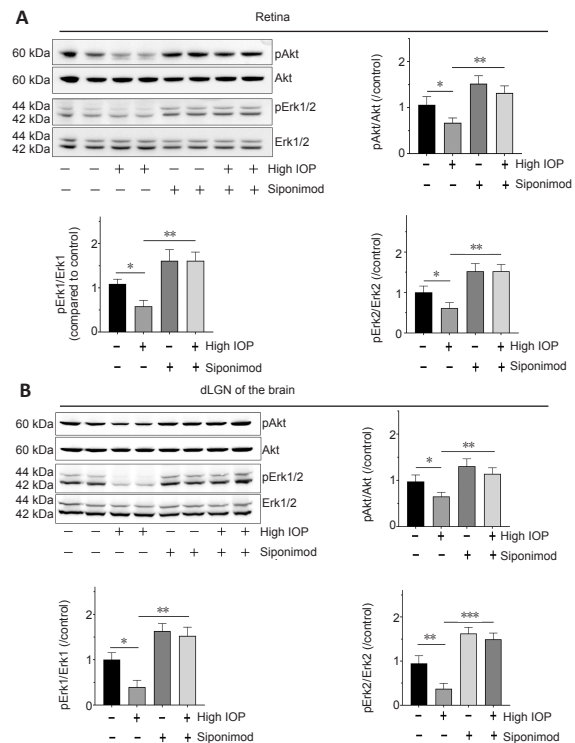 A
Retina
60 kDa pAkt
60 kDa Akt
44 kDa pErk1/2
42 kDa
44 kDa Erk1/2
42 kDa
− − + + − − + + High IOP
− − − − + + + + Siponimod
pAkt/Akt (/control)
2
1
0
* **
− + − + High IOP
− − + + Siponimod
pErk1/Erk1
(compared to control)
2
1
0
* **
− + − + High IOP
− − + + Siponimod
pErk2/Erk2 (/control)
2
1
0
* **
− + − + High IOP
− − + + Siponimod
B
dLGN of the brain
60 kDa pAkt
60 kDa Akt
44 kDa pErk1/2
42 kDa
44 kDa Erk1/2
42 kDa
− − + + − − + + High IOP
− − − − + + + + Siponimod
pAkt/Akt (/control)
2
1
0
* **
− + − + High IOP
− − + + Siponimod
pErk1/Erk1 (/control)
2
1
0
* **
− + − + High IOP
− − + + Siponimod
pErk2/Erk2 (/control)
2
1
0
** ***
− + − + High IOP
− − + + Siponimod